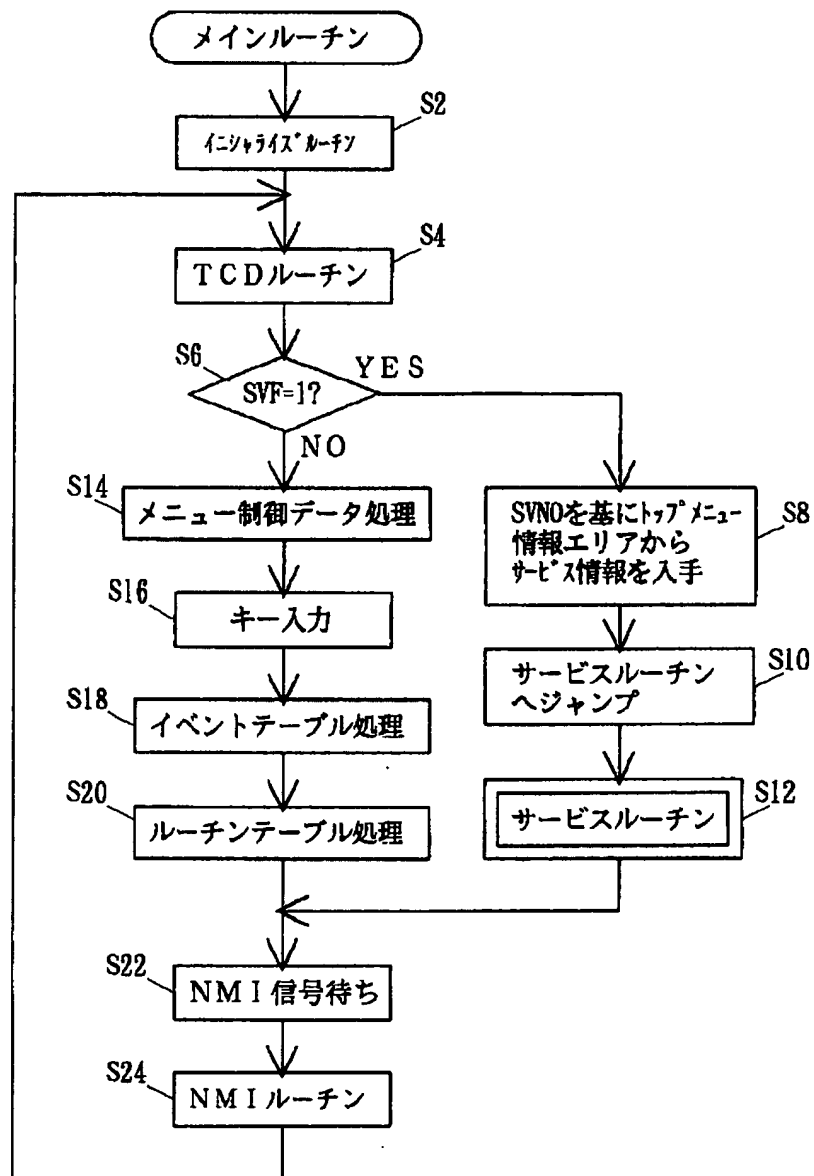 メインルーチン
S2
イニシャライズルーチン
S4
TCDルーチン
S6
SVF=1?
YES
NO
S14
メニュー制御データ処理
S8
SVNOを基にトップメニュー
情報エリアから
サービス情報を入手
S16
キー入力
S10
サービスルーチン
へジャンプ
S18
イベントテーブル処理
S20
ルーチンテーブル処理
S12
サービスルーチン
S22
NMI信号待ち
S24
NMIルーチン